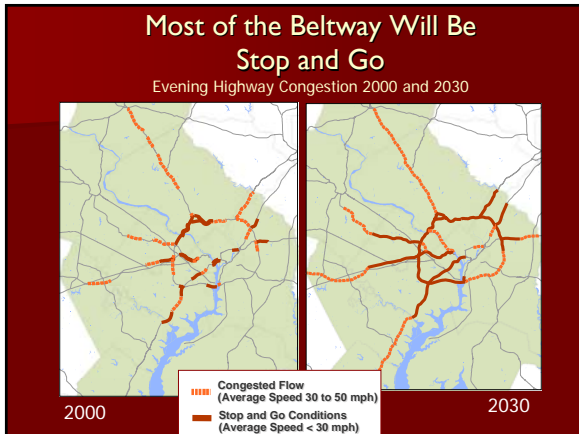 Most of the Beltway Will Be
Stop and Go
Evening Highway Congestion 2000 and 2030
Congested Flow
(Average Speed 30 to 50 mph)
Stop and Go Conditions
(Average Speed < 30 mph)
2000
2030